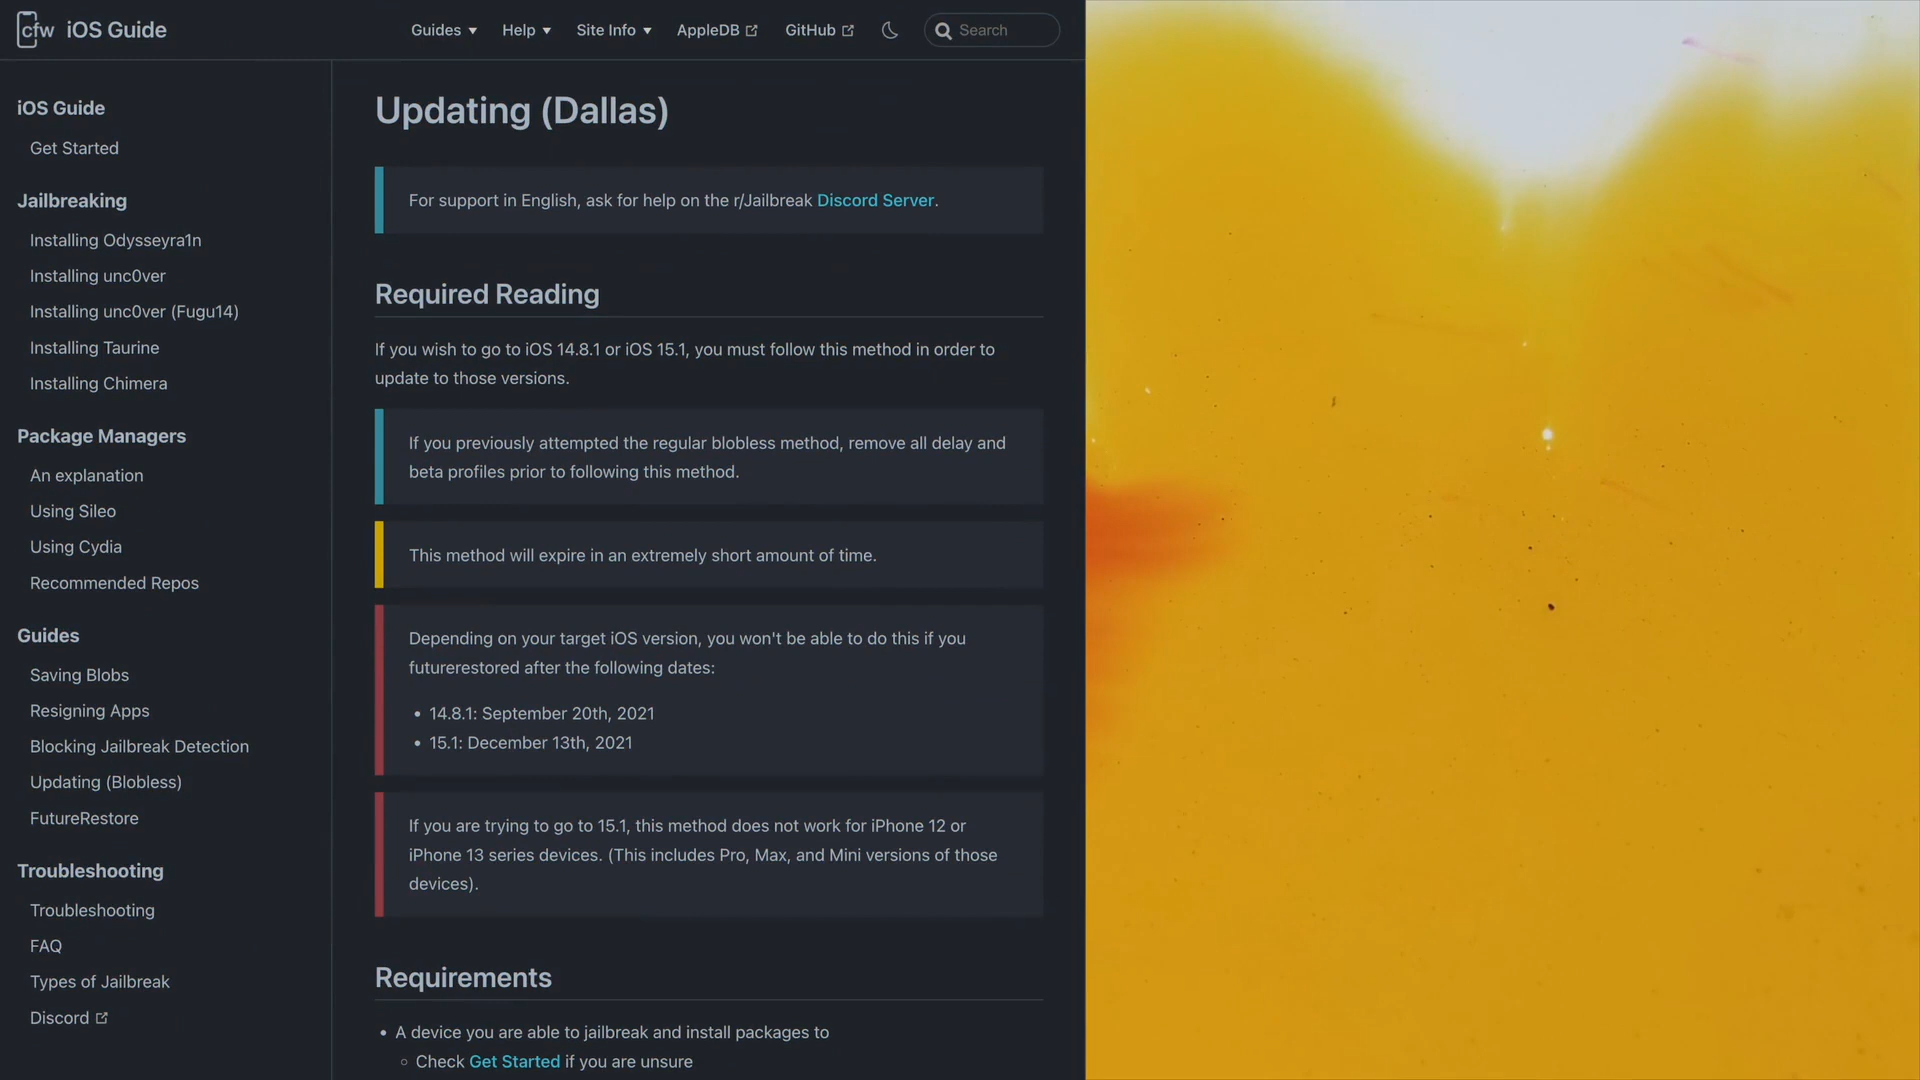 cfw iOS Guide
Guides Help Site Info AppleDB GitHub Search
iOS Guide
Get Started
Jailbreaking
Installing Odysseyra1n
Installing unc0ver
Installing unc0ver (Fugu14)
Installing Taurine
Installing Chimera
Package Managers
An explanation
Using Sileo
Using Cydia
Recommended Repos
Guides
Saving Blobs
Resigning Apps
Blocking Jailbreak Detection
Updating (Blobless)
FutureRestore
Troubleshooting
Troubleshooting
FAQ
Types of Jailbreak
Discord
Updating (Dallas)
For support in English, ask for help on the r/Jailbreak Discord Server.
Required Reading
If you wish to go to iOS 14.8.1 or iOS 15.1, you must follow this method in order to
update to those versions.
If you previously attempted the regular blobless method, remove all delay and
beta profiles prior to following this method.
This method will expire in an extremely short amount of time.
Depending on your target iOS version, you won't be able to do this if you
futurerestored after the following dates:
• 14.8.1: September 20th, 2021
• 15.1: December 13th, 2021
If you are trying to go to 15.1, this method does not work for iPhone 12 or
iPhone 13 series devices. (This includes Pro, Max, and Mini versions of those
devices).
Requirements
• A device you are able to jailbreak and install packages to
◦ Check Get Started if you are unsure